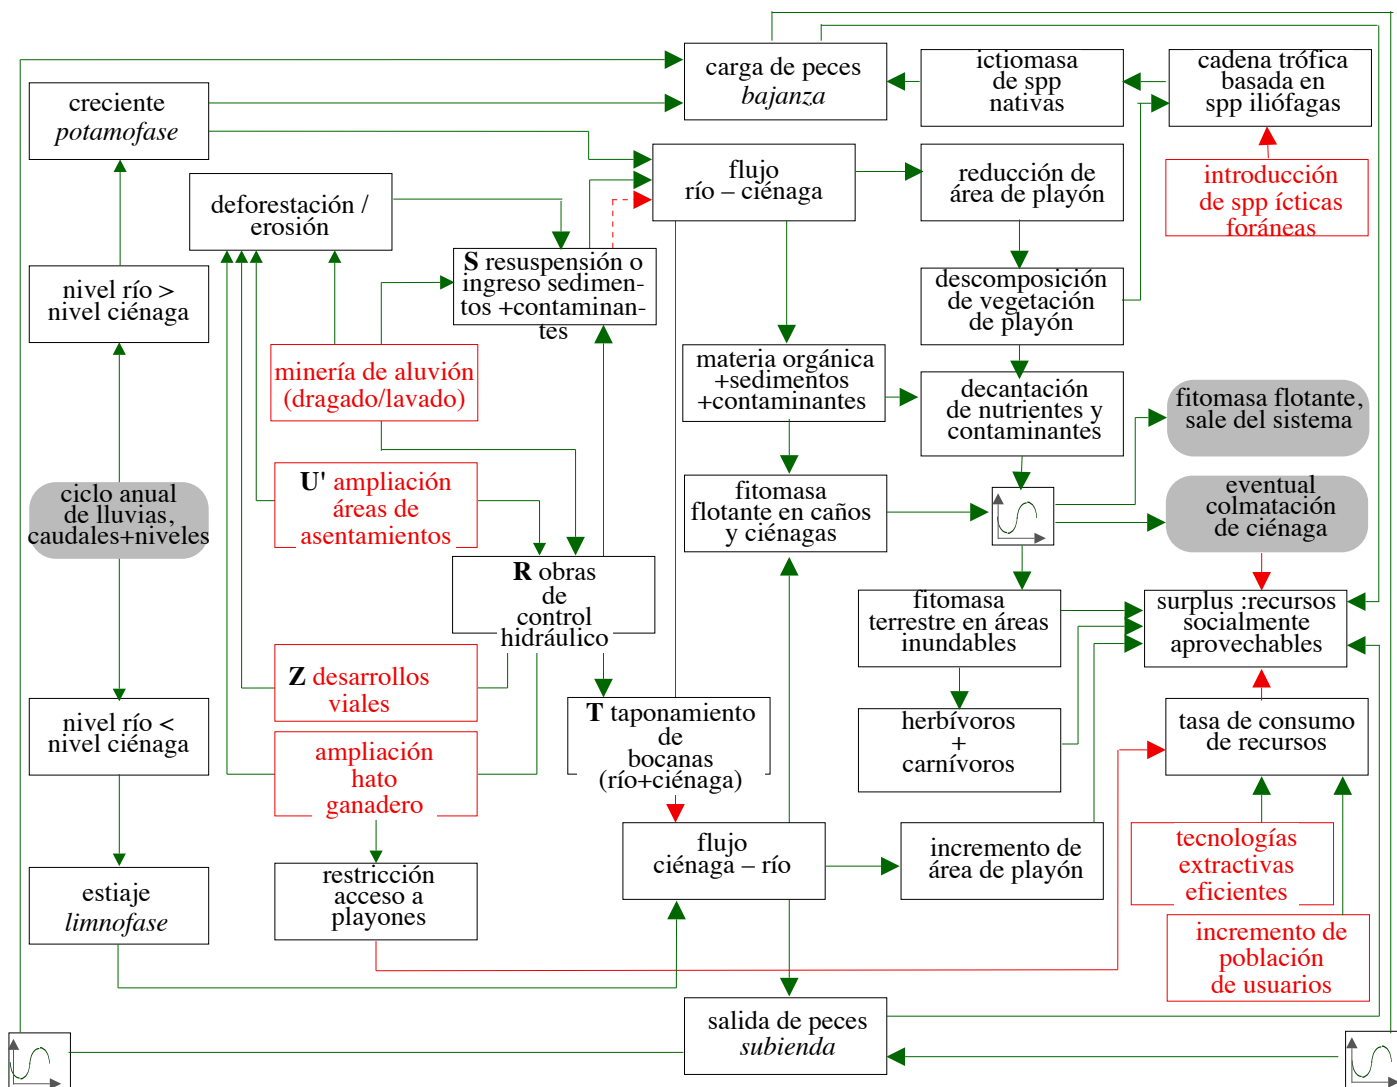 carga de peces
bajanza
ictiomasa
de spp
nativas
cadena trófica
basada en
spp iliófagas
creciente
potamofase
flujo
río – ciénaga
reducción de
área de playón
introducción
de spp ícticas
foráneas
deforestación /
erosión
S resuspensión o
ingreso sedimen-
tos +contaminan-
tes
nivel río >
nivel ciénaga
descomposición
de vegetación
de playón
minería de aluvión
(dragado/lavado)
materia orgánica
+sedimentos
+contaminantes
decantación
de nutrientes y
contaminantes
fitomasa flotante,
sale del sistema
ciclo anual
de lluvias,
caudales+niveles
U' ampliación
áreas de
asentamientos
fitomasa
flotante en caños
y ciénagas
eventual
colmatación
de ciénaga
R obras
de
control
hidráulico
fitomasa
terrestre en áreas
inundables
surplus :recursos
socialmente
aprovechables
Z desarrollos
viales
nivel río <
nivel ciénaga
T taponamiento
de
bocanas
(río+ciénaga)
herbívoros
+
carnívoros
tasa de consumo
de recursos
ampliación
hato
ganadero
flujo
ciénaga – río
incremento de
área de playón
tecnologías
extractivas
eficientes
estiaje
limnofase
restricción
acceso a
playones
incremento de
población
de usuarios
salida de peces
subienda